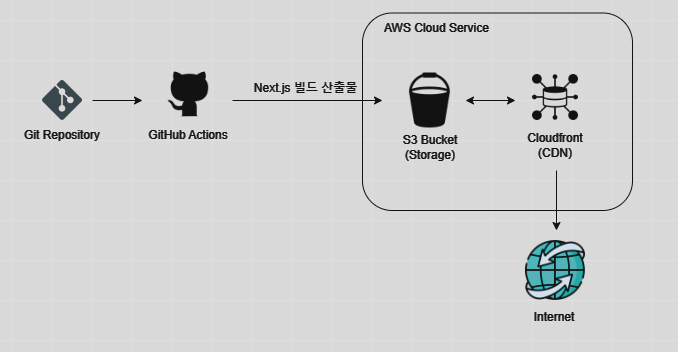 AWS Cloud Service
Next.js 빌드 산출물
Git Repository
GitHub Actions
S3 Bucket
(Storage)
Cloudfront
(CDN)
Internet